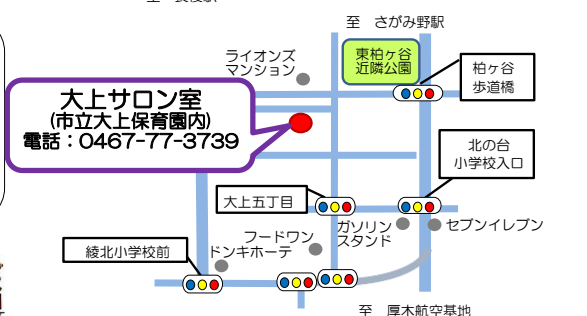 至　さがみ野駅
ライオンズ
マンション
東柏ヶ谷
近隣公園
柏ヶ谷
歩道橋
大上サロン室
(市立大上保育園内)
電話：0467-77-3739
北の台
小学校入口
大上五丁目
ガソリン
スタンド
セブンイレブン
フードワン
ドンキホーテ
綾北小学校前
至　厚木航空基地